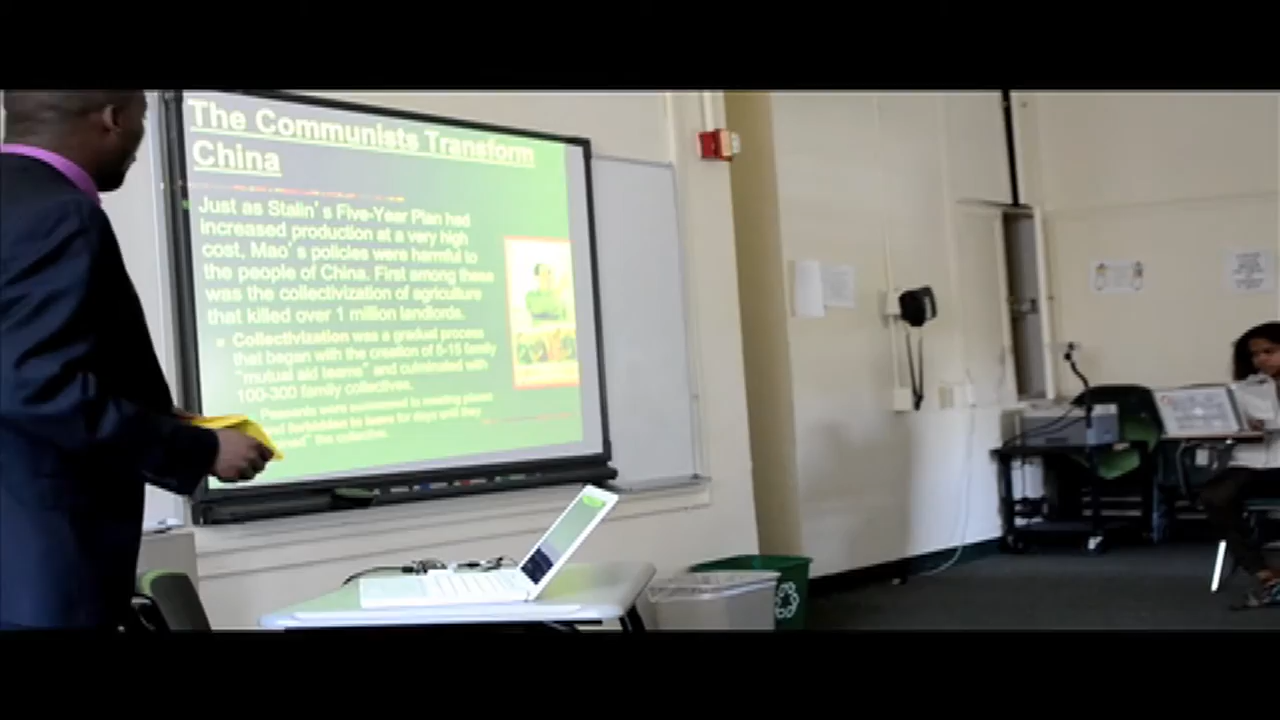 The Communists Transform
China
Just as Stalin's Five-Year Plan had
increased production at a very high
cost, Mao's policies were harmful to
the people of China. First among these
was the collectivization of agriculture
that killed over 1 million landlords.
Collectivization was a gradual process
that began with the creation of 5-15 family
"mutual aid teams" and culminated with
100-300 family collectives.
Peasants were summoned to meeting places
forbidden to leave for days until they
the collective.